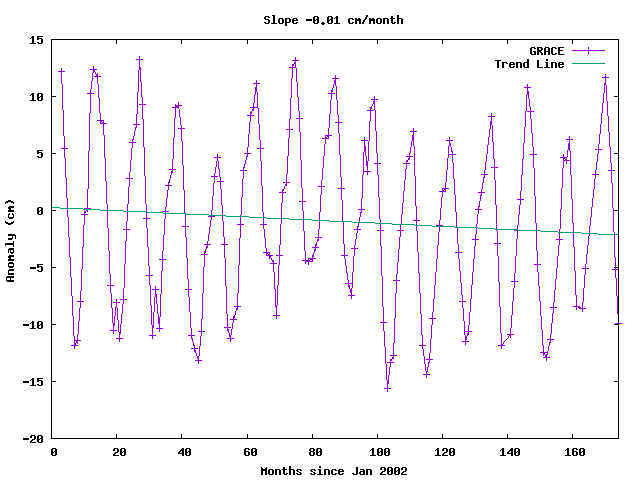 Slope -0.01 cm/month
GRACE
Trend Line
15
10
5
0
-5
-10
-15
-20
Anomaly (cm)
0 20 40 60 80 100 120 140 160
Months since Jan 2002